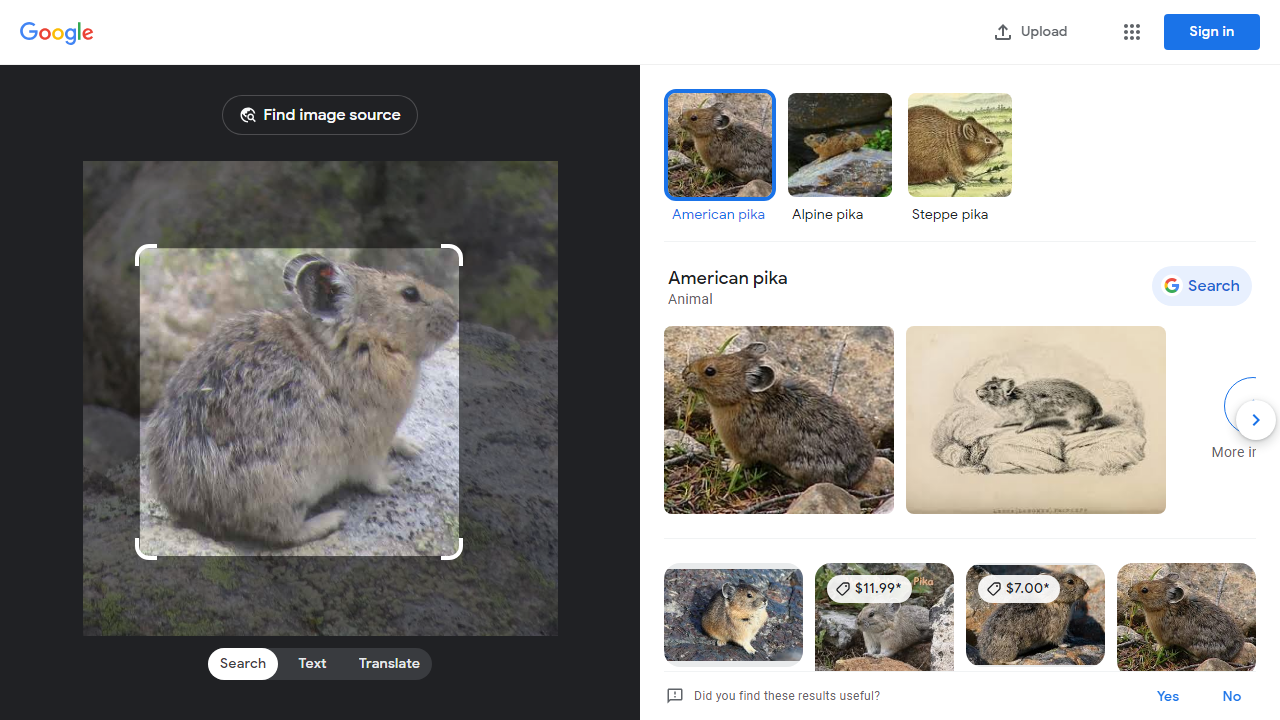 Google
Upload
Sign in
Find image source
American pika
Alpine pika
Steppe pika
American pika
Animal
Search
More ir
Pika
$11.99*
$7.00*
Search
Text
Translate
Did you find these results useful?
Yes
No